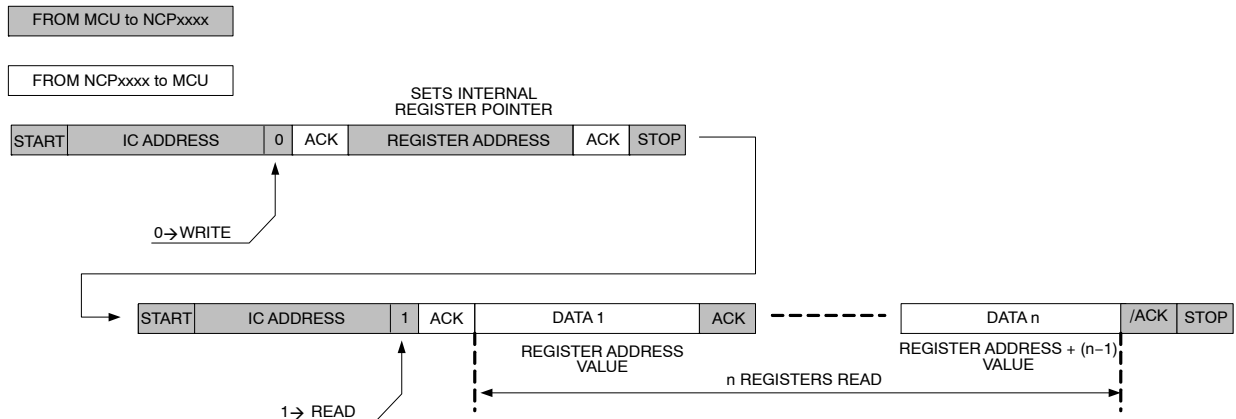 FROM MCU to NCPxxxx
FROM NCPxxxx to MCU
SETS INTERNAL
REGISTER POINTER
START IC ADDRESS 0 ACK REGISTER ADDRESS ACK STOP
0→WRITE
START IC ADDRESS 1 ACK DATA 1 ACK DATA n /ACK STOP
REGISTER ADDRESS
VALUE
REGISTER ADDRESS + (n−1)
VALUE
n REGISTERS READ
1→ READ